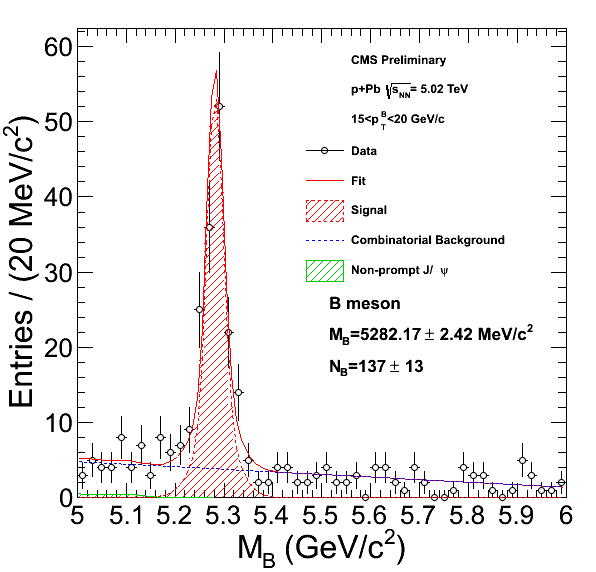 CMS Preliminary
p+Pb √s_NN = 5.02 TeV
15<p_T^B<20 GeV/c
Data
Fit
Signal
Combinatorial Background
Non-prompt J/ ψ
B meson
M_B=5282.17 ± 2.42 MeV/c²
N_B=137 ± 13
Entries / (20 MeV/c²)
60
50
40
30
20
10
0
5 5.1 5.2 5.3 5.4 5.5 5.6 5.7 5.8 5.9 6
M_B (GeV/c²)